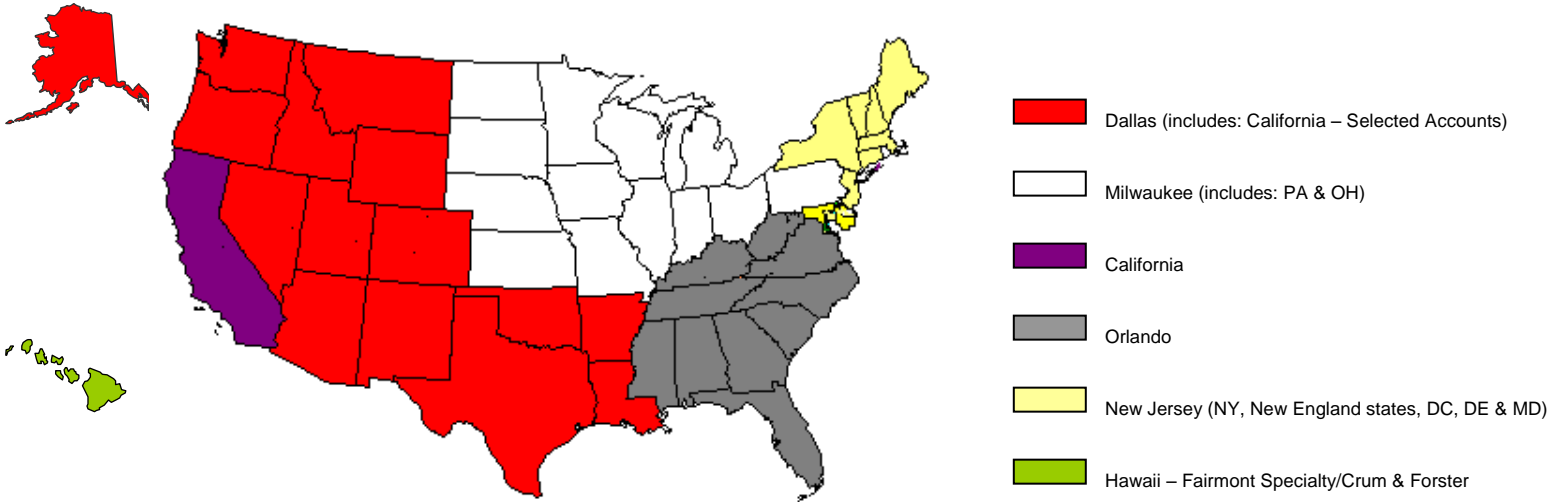 Dallas (includes: California – Selected Accounts)
Milwaukee (includes: PA & OH)
California
Orlando
New Jersey (NY, New England states, DC, DE & MD)
Hawaii – Fairmont Specialty/Crum & Forster